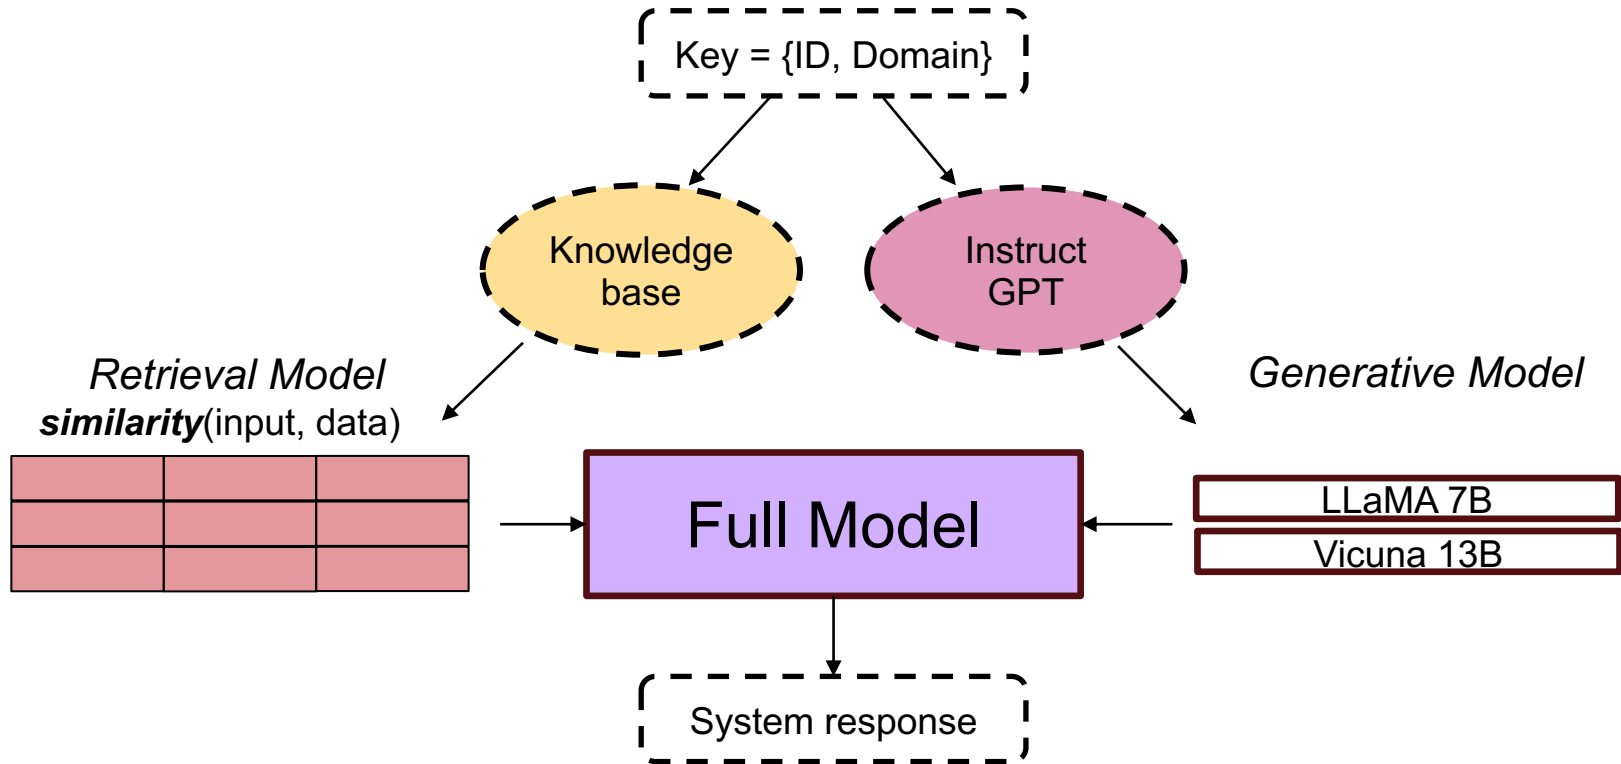 Key = {ID, Domain}
Knowledge
base
Instruct
GPT
Retrieval Model
similarity(input, data)
Generative Model
Full Model
LLaMA 7B
Vicuna 13B
System response